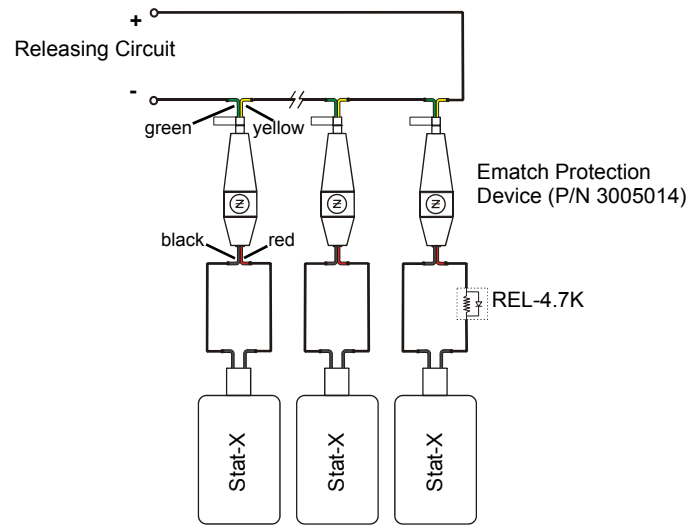 +
Releasing Circuit
-
green
yellow
Ematch Protection
Device (P/N 3005014)
Z
Z
Z
black
red
REL-4.7K
Stat-X
Stat-X
Stat-X